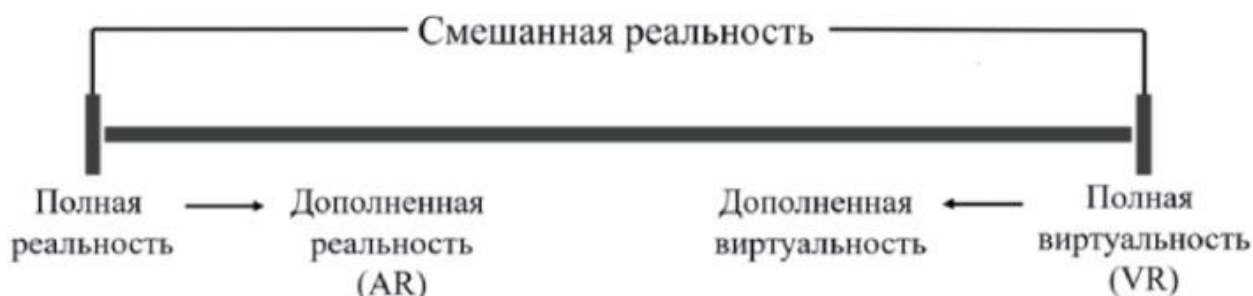 Смешанная реальность
Полная
реальность
Дополненная
реальность
(AR)
Дополненная
виртуальность
Полная
виртуальность
(VR)